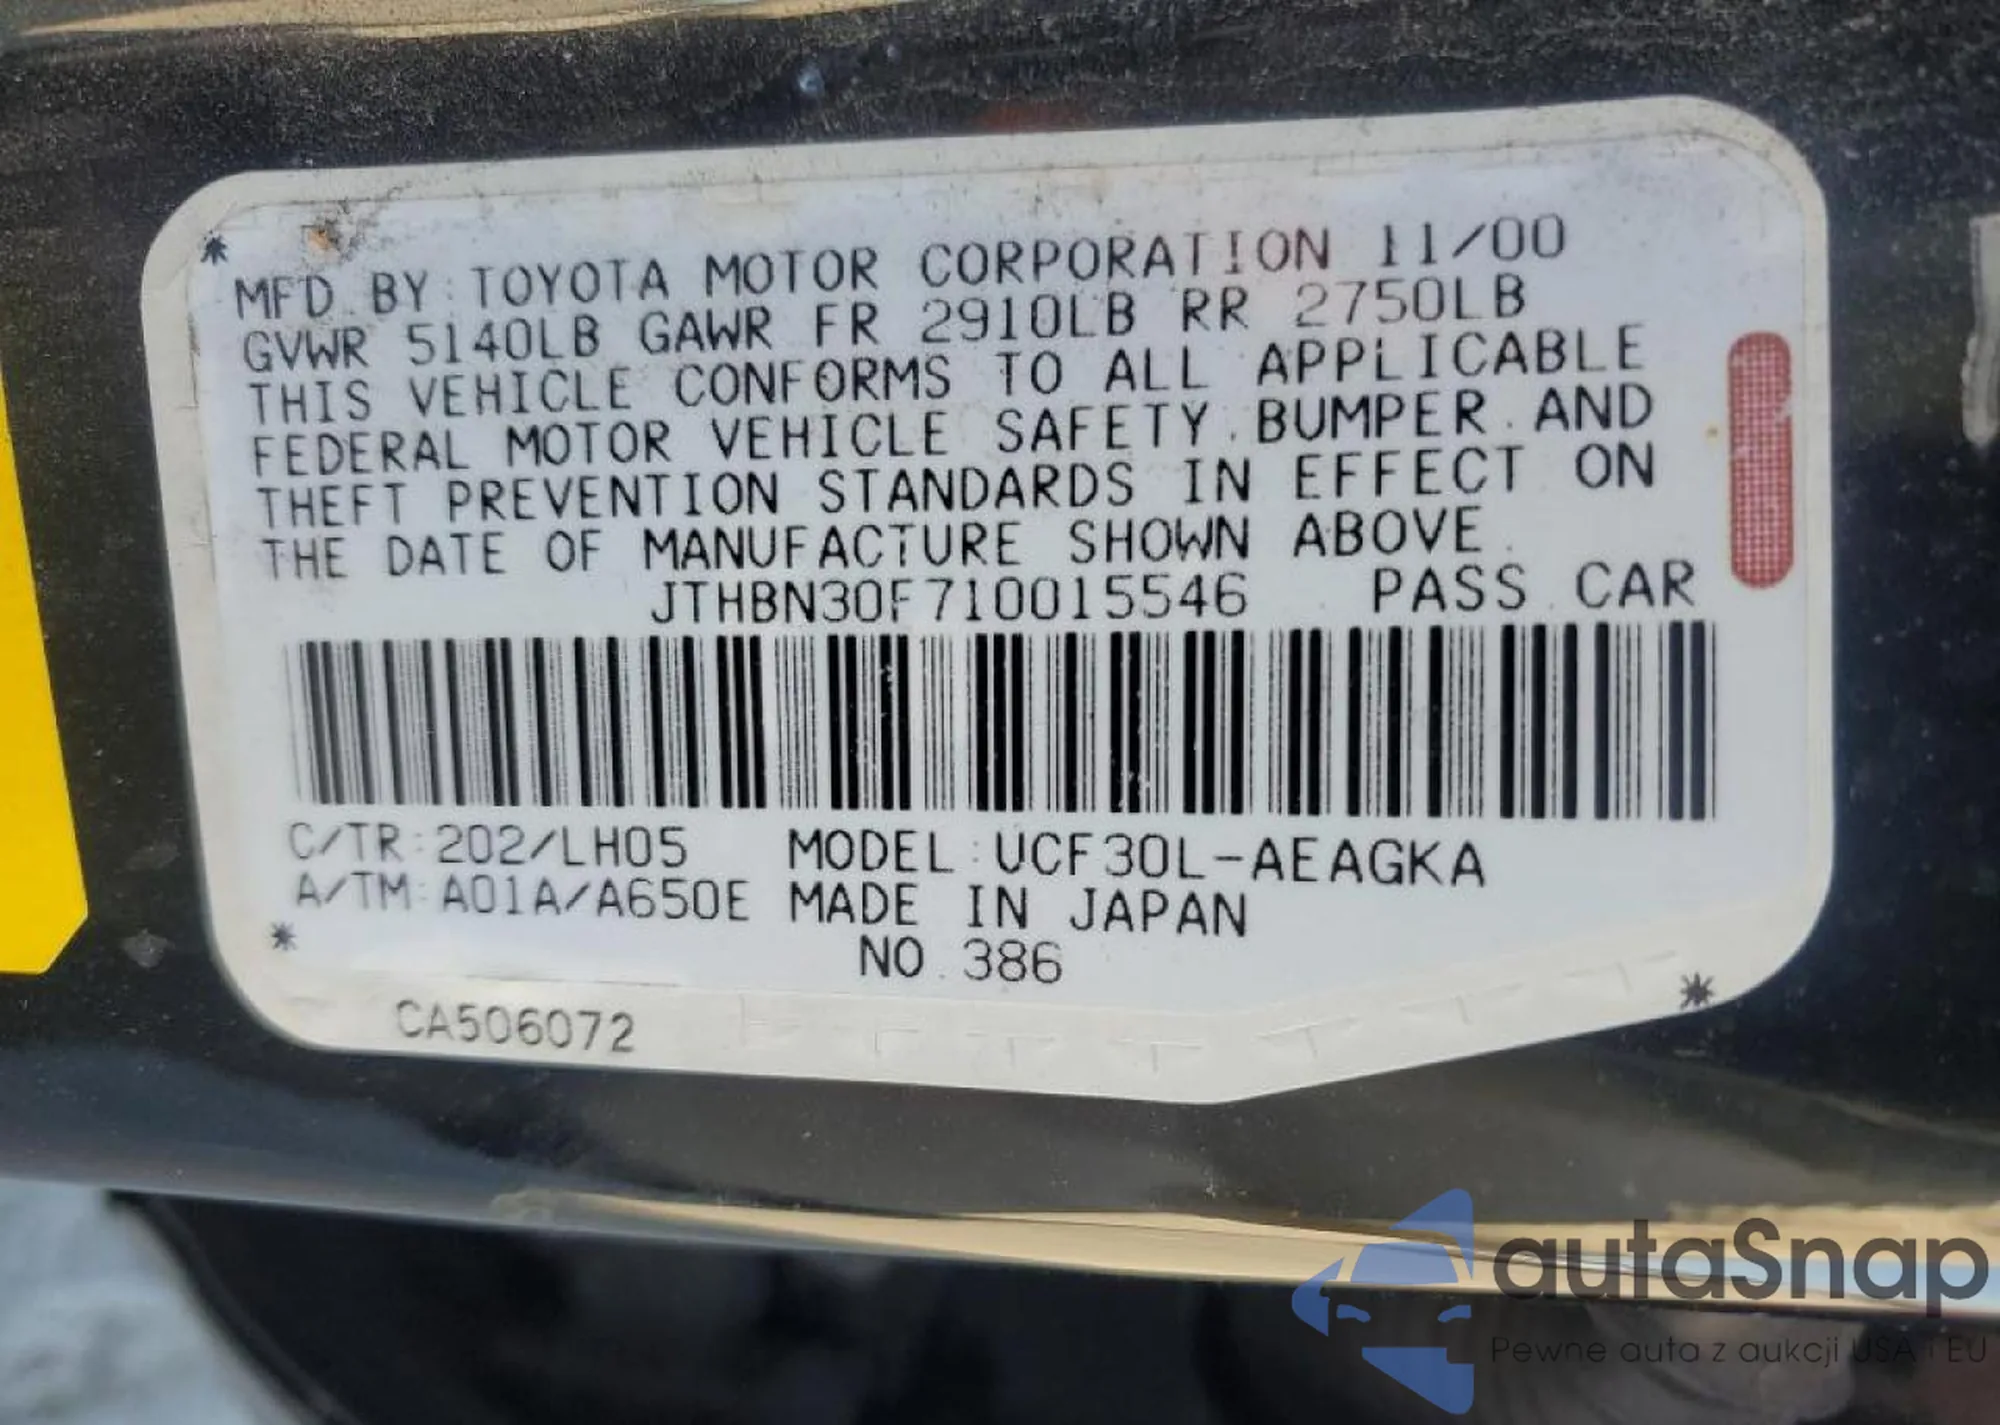 MFD. BY: TOYOTA MOTOR CORPORATION 11/00
GVWR 5140LB GAWR FR 2910LB RR 2750LB
THIS VEHICLE CONFORMS TO ALL APPLICABLE
FEDERAL MOTOR VEHICLE SAFETY, BUMPER, AND
THEFT PREVENTION STANDARDS IN EFFECT ON
THE DATE OF MANUFACTURE SHOWN ABOVE.
JTHBN30F710015546 PASS. CAR
C/TR: 202/LH05 MODEL: UCF30L-AEAGKA
A/TM: A01A/A650E MADE IN JAPAN
NO. 386
CA506072
autaSnap
Pewne auta z aukcji USA i EU